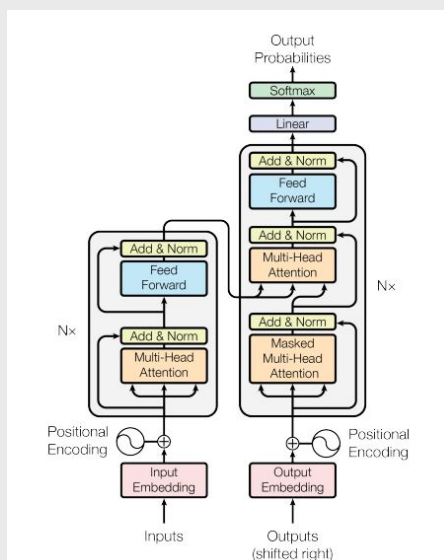 Output
Probabilities
Softmax
Linear
Add & Norm
Feed
Forward
Add & Norm
Multi-Head
Attention
Add & Norm
Masked
Multi-Head
Attention
Nx
Add & Norm
Feed
Forward
Add & Norm
Multi-Head
Attention
Nx
Positional
Encoding
Positional
Encoding
Input
Embedding
Output
Embedding
Inputs
Outputs
(shifted right)